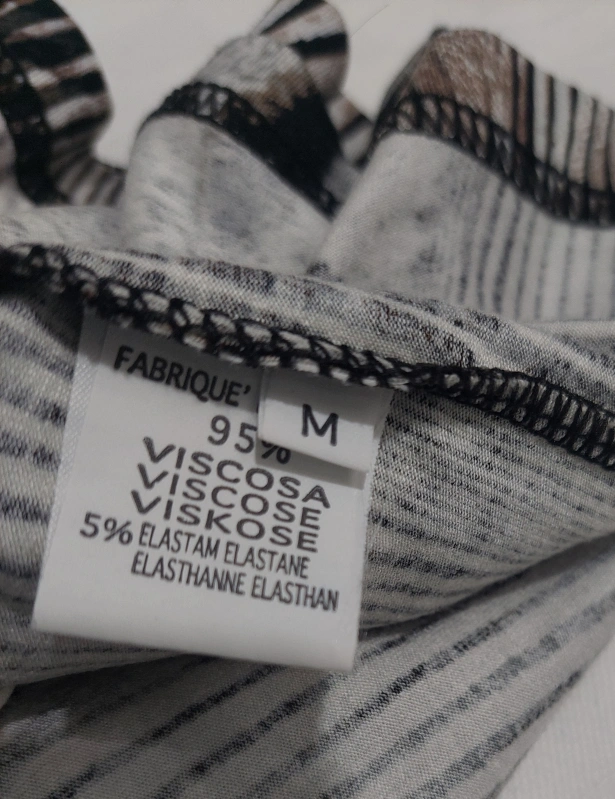 FABRIQUE'
M
95%
VISCOSA
VISCOSE
VISKOSE
5% ELASTAM ELASTANE
ELASTHANNE ELASTHAN